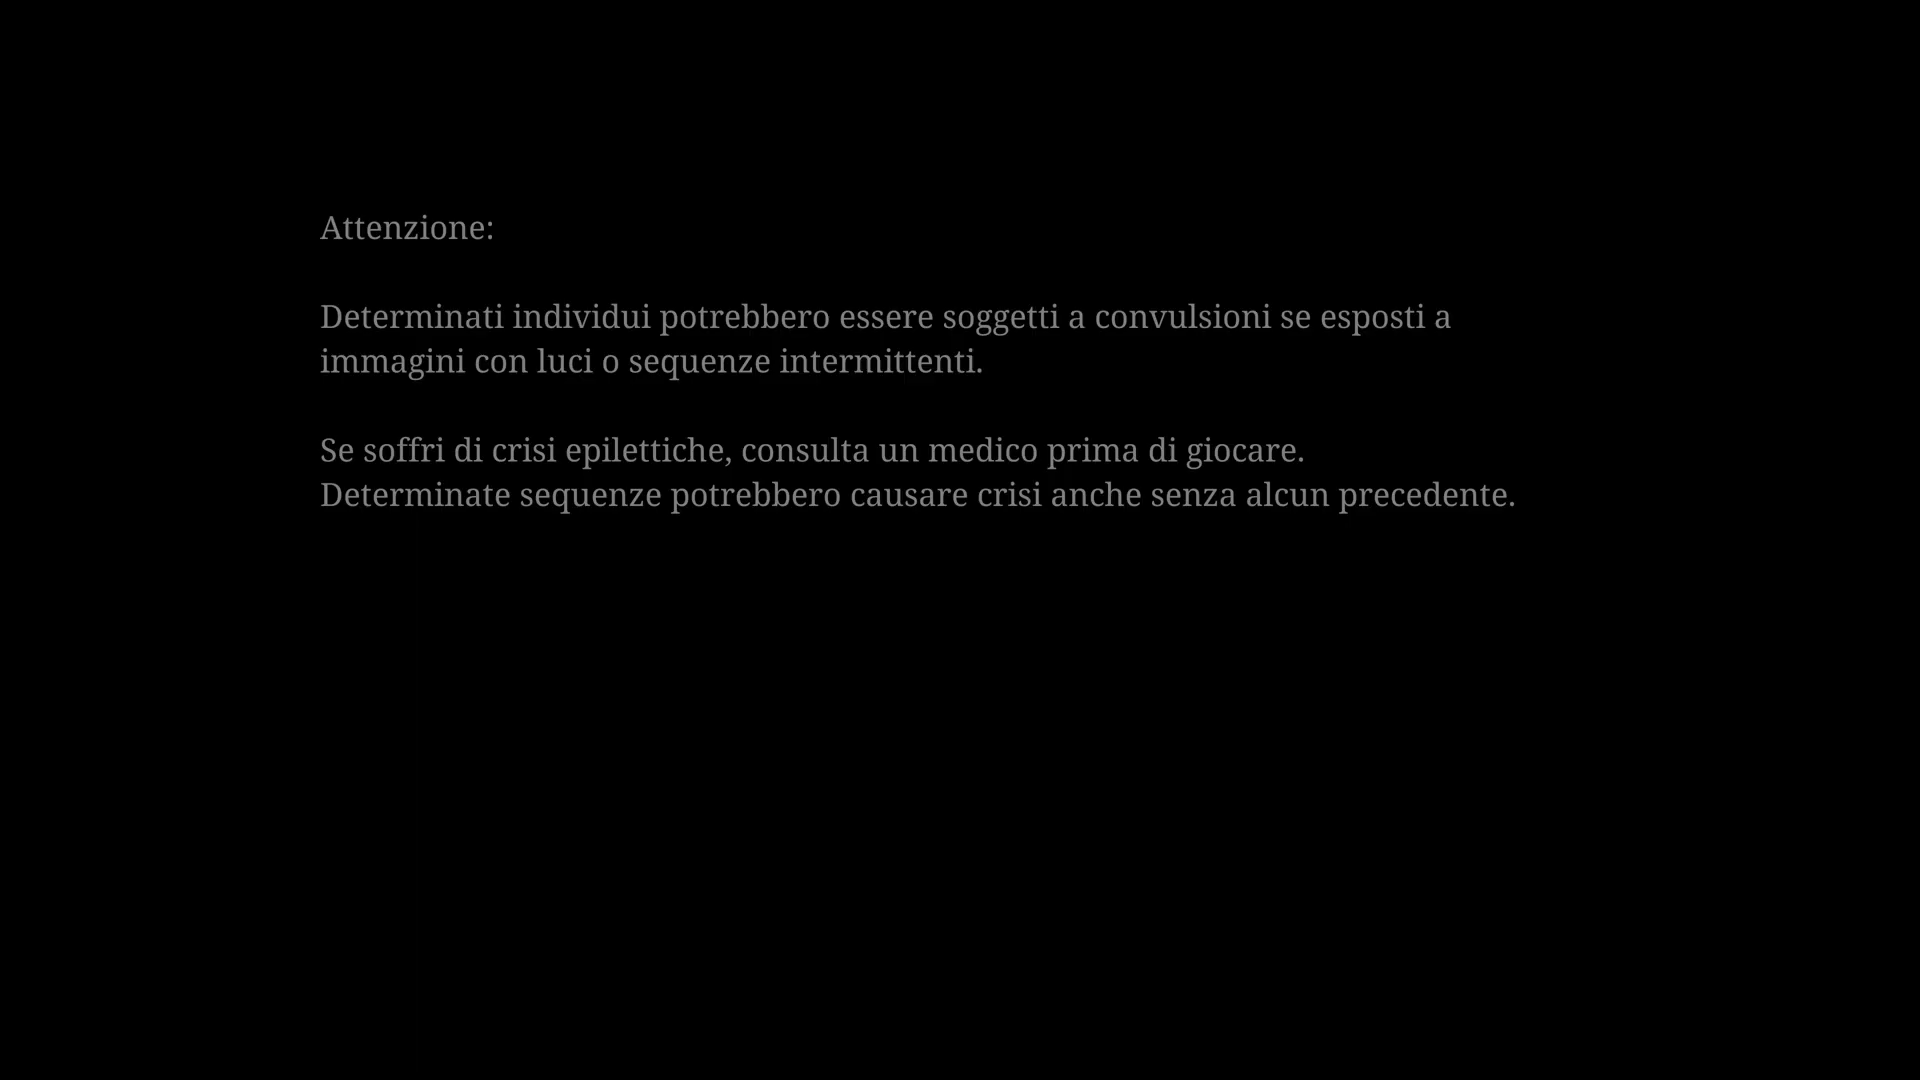 Attenzione:
Determinati individui potrebbero essere soggetti a convulsioni se esposti a
immagini con luci o sequenze intermittenti.
Se soffri di crisi epilettiche, consulta un medico prima di giocare.
Determinate sequenze potrebbero causare crisi anche senza alcun precedente.